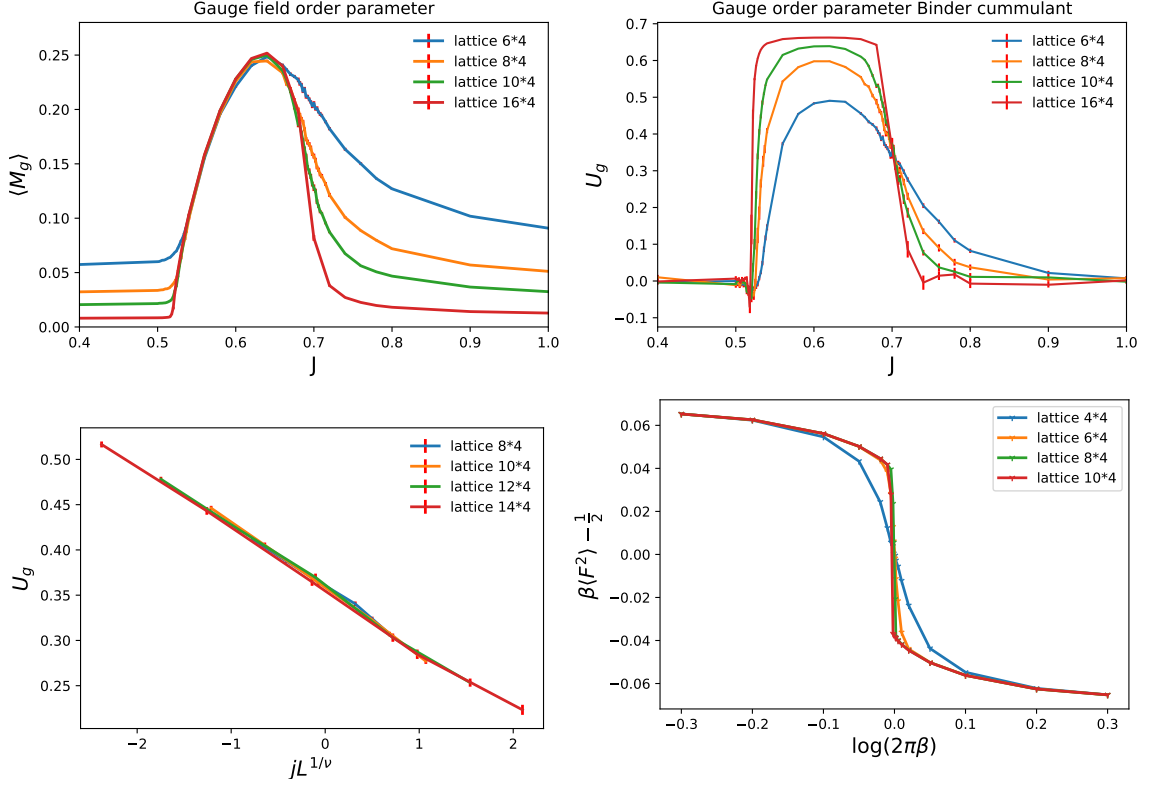 Gauge field order parameter
⟨M_g⟩
0.25
0.20
0.15
0.10
0.05
0.00
lattice 6*4
lattice 8*4
lattice 10*4
lattice 16*4
0.4 0.5 0.6 0.7 0.8 0.9 1.0
J
Gauge order parameter Binder cummulant
U_g
0.7
0.6
0.5
0.4
0.3
0.2
0.1
0.0
−0.1
lattice 6*4
lattice 8*4
lattice 10*4
lattice 16*4
0.4 0.5 0.6 0.7 0.8 0.9 1.0
J
U_g
0.50
0.45
0.40
0.35
0.30
0.25
lattice 8*4
lattice 10*4
lattice 12*4
lattice 14*4
−2 −1 0 1 2
jL^{1/ν}
β⟨F²⟩ − 1/2
0.06
0.04
0.02
0.00
−0.02
−0.04
−0.06
lattice 4*4
lattice 6*4
lattice 8*4
lattice 10*4
−0.3 −0.2 −0.1 0.0 0.1 0.2 0.3
log(2πβ)